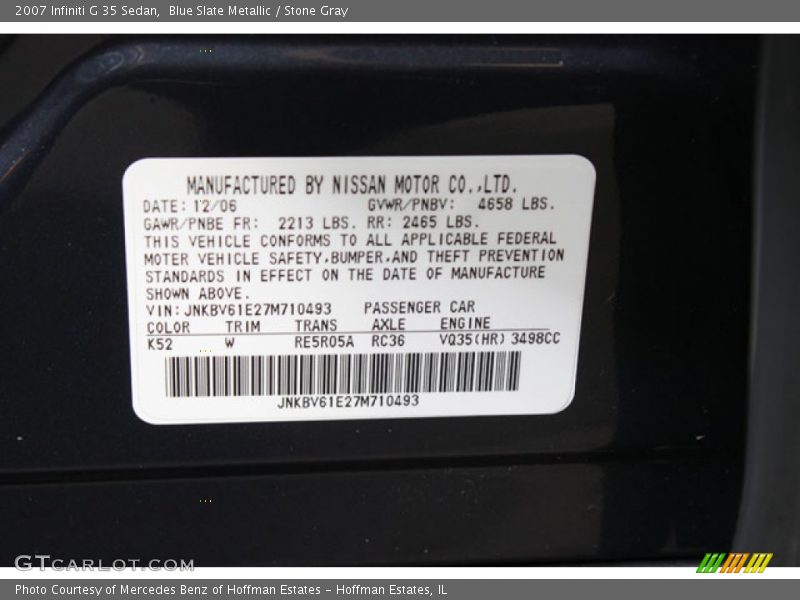 2007 Infiniti G 35 Sedan,  Blue Slate Metallic / Stone Gray
MANUFACTURED BY NISSAN MOTOR CO.,LTD.
DATE: 12/06 GVWR/PNBV: 4658 LBS.
GAWR/PNBE FR: 2213 LBS. RR: 2465 LBS.
THIS VEHICLE CONFORMS TO ALL APPLICABLE FEDERAL
MOTER VEHICLE SAFETY,BUMPER,AND THEFT PREVENTION
STANDARDS IN EFFECT ON THE DATE OF MANUFACTURE
SHOWN ABOVE.
VIN: JNKBV61E27M710493 PASSENGER CAR
COLOR TRIM TRANS AXLE ENGINE
K52 W RE5R05A RC36 VQ35(HR) 3498CC
JNKBV61E27M710493
GTCARLOT.COM
Photo Courtesy of Mercedes Benz of Hoffman Estates – Hoffman Estates, IL